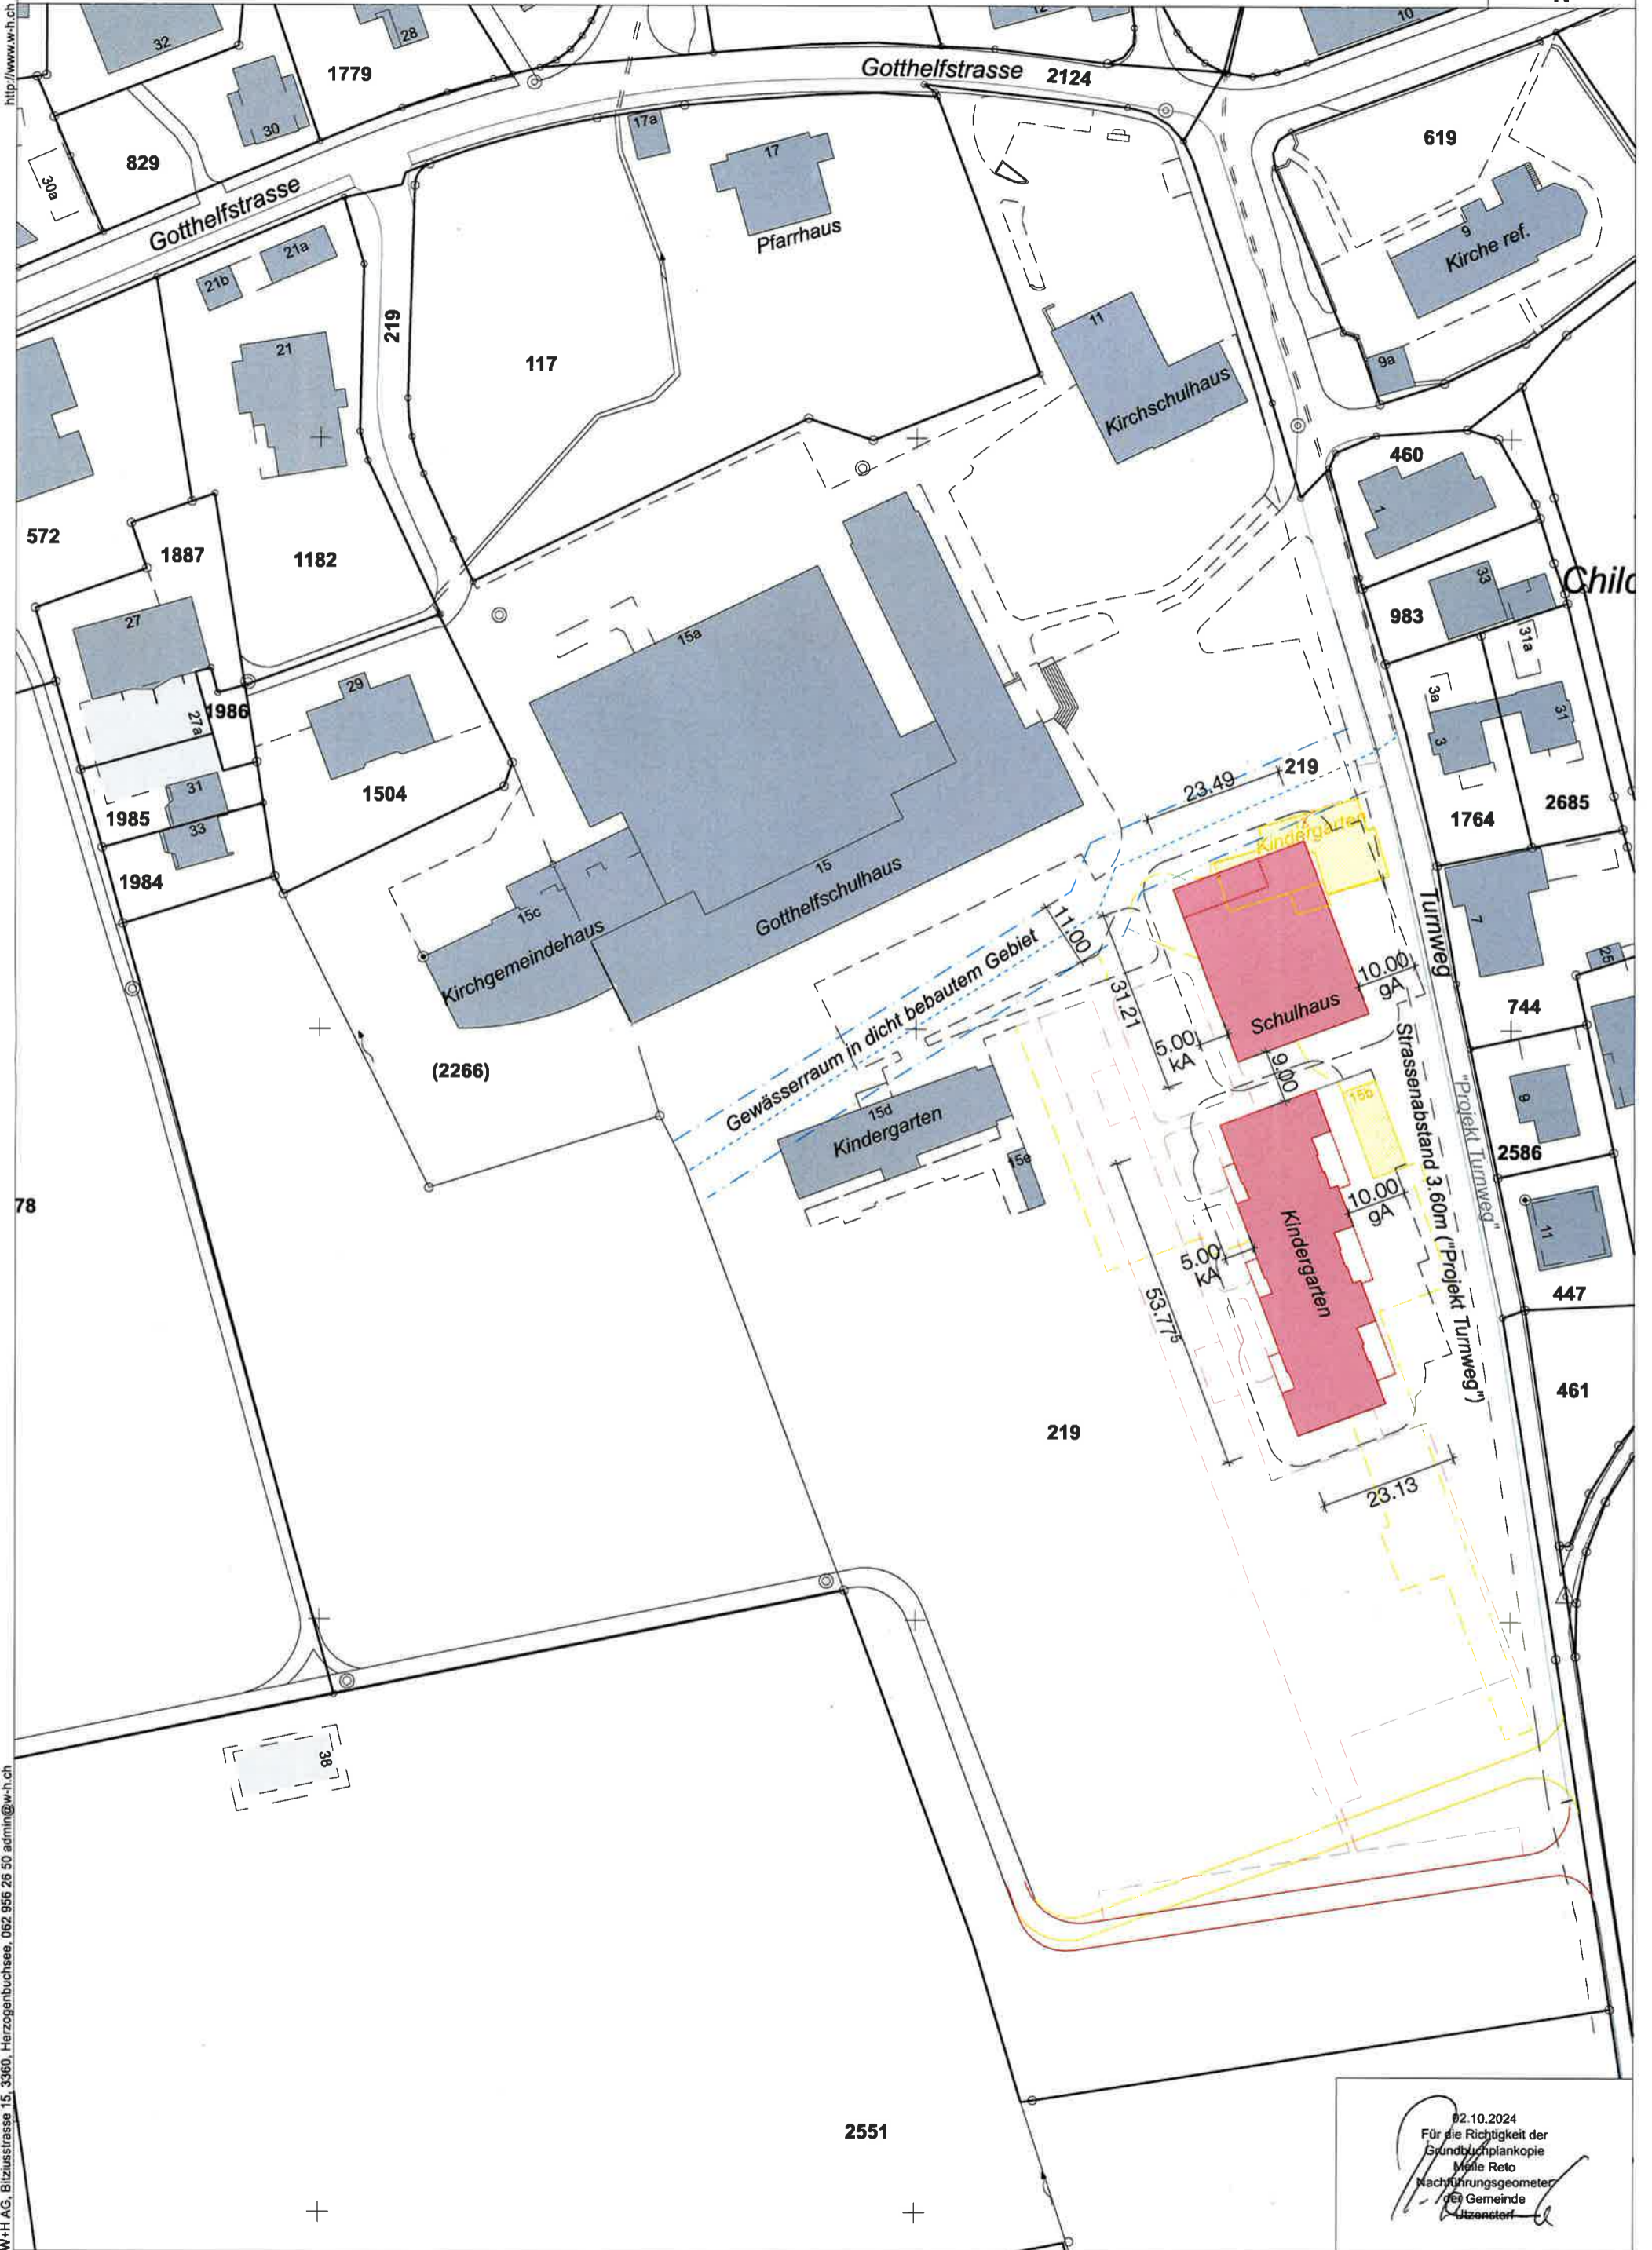 http://www.w-h.ch
32
28
1779
12
10
Gotthelfstrasse
2124
30
829
30a
17a
17
Pfarrhaus
619
9
Kirche ref.
9a
Gotthelfstrasse
21a
21b
21
219
117
11
Kirchschulhaus
460
1
572
1887
1182
33
983
Chilc
31a
3a
3
31
27
27a
1986
29
1504
15a
31
1985
33
1984
219
23.49
1764
2685
Kindergarten
15
Gotthelfschulhaus
15c
Kirchgemeindehaus
Turnweg
7
25
744
11.00
31.21
10.00
gA
Schulhaus
5.00
kA
9.00
Gewässerraum in dicht bebautem Gebiet
(2266)
15d
Kindergarten
15e
15b
9
2586
"Projekt Turnweg"
Strassenabstand 3.60m ("Projekt Turnweg")
78
10.00
gA
Kindergarten
5.00
kA
53.77⁵
11
447
461
219
23.13
38
2551
W+H AG, Bitziusstrasse 15, 3360, Herzogenbuchsee, 062 956 26 50 admin@w-h.ch
02.10.2024
Für die Richtigkeit der
Grundbuchplankopie
Meile Reto
Nachführungsgeometer
der Gemeinde
Utzenstorf